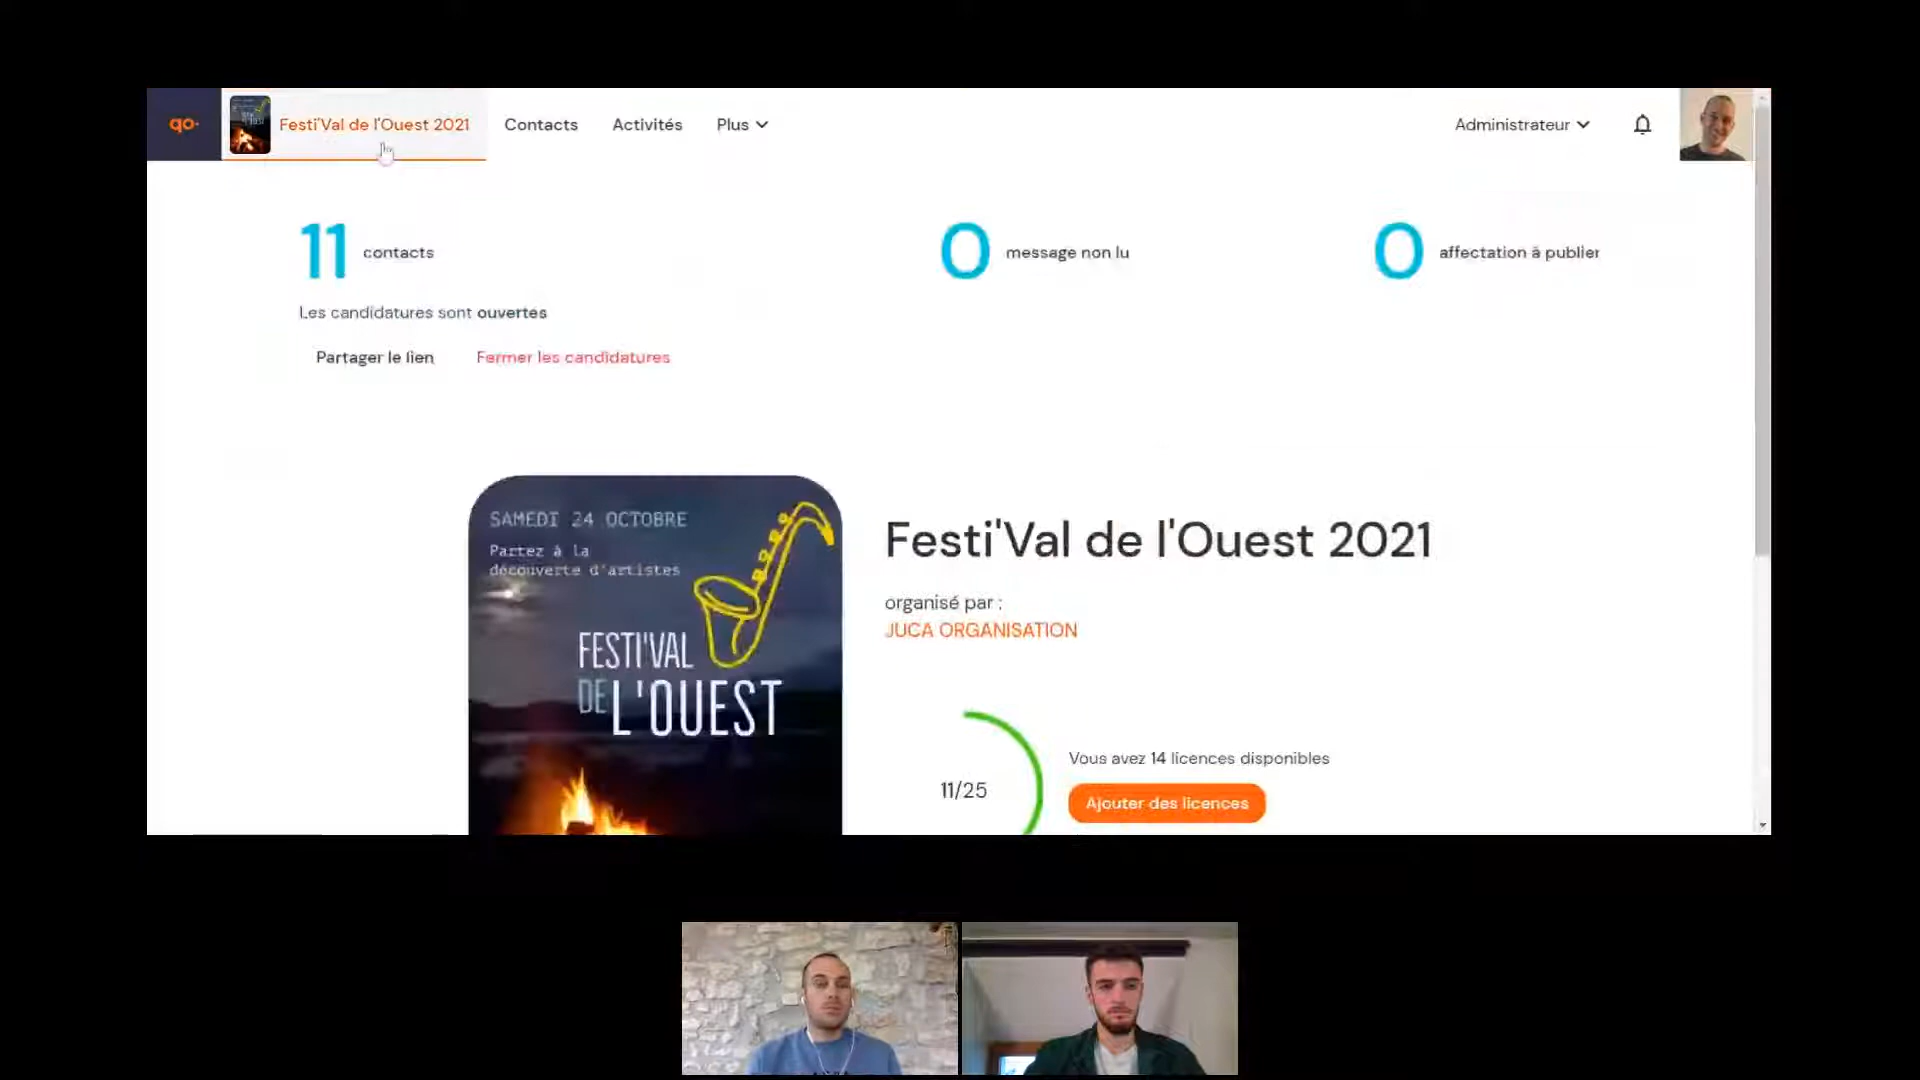 qo•
Festi'Val de l'Ouest 2021
Contacts
Activités
Plus
Administrateur
11 contacts
0 message non lu
0 affectation à publier
Les candidatures sont ouvertes
Partager le lien
Fermer les candidatures
SAMEDI 24 OCTOBRE
Partez à la
découverte d'artistes
FESTI'VAL
DE L'OUEST
Festi'Val de l'Ouest 2021
organisé par :
JUCA ORGANISATION
11/25
Vous avez 14 licences disponibles
Ajouter des licences